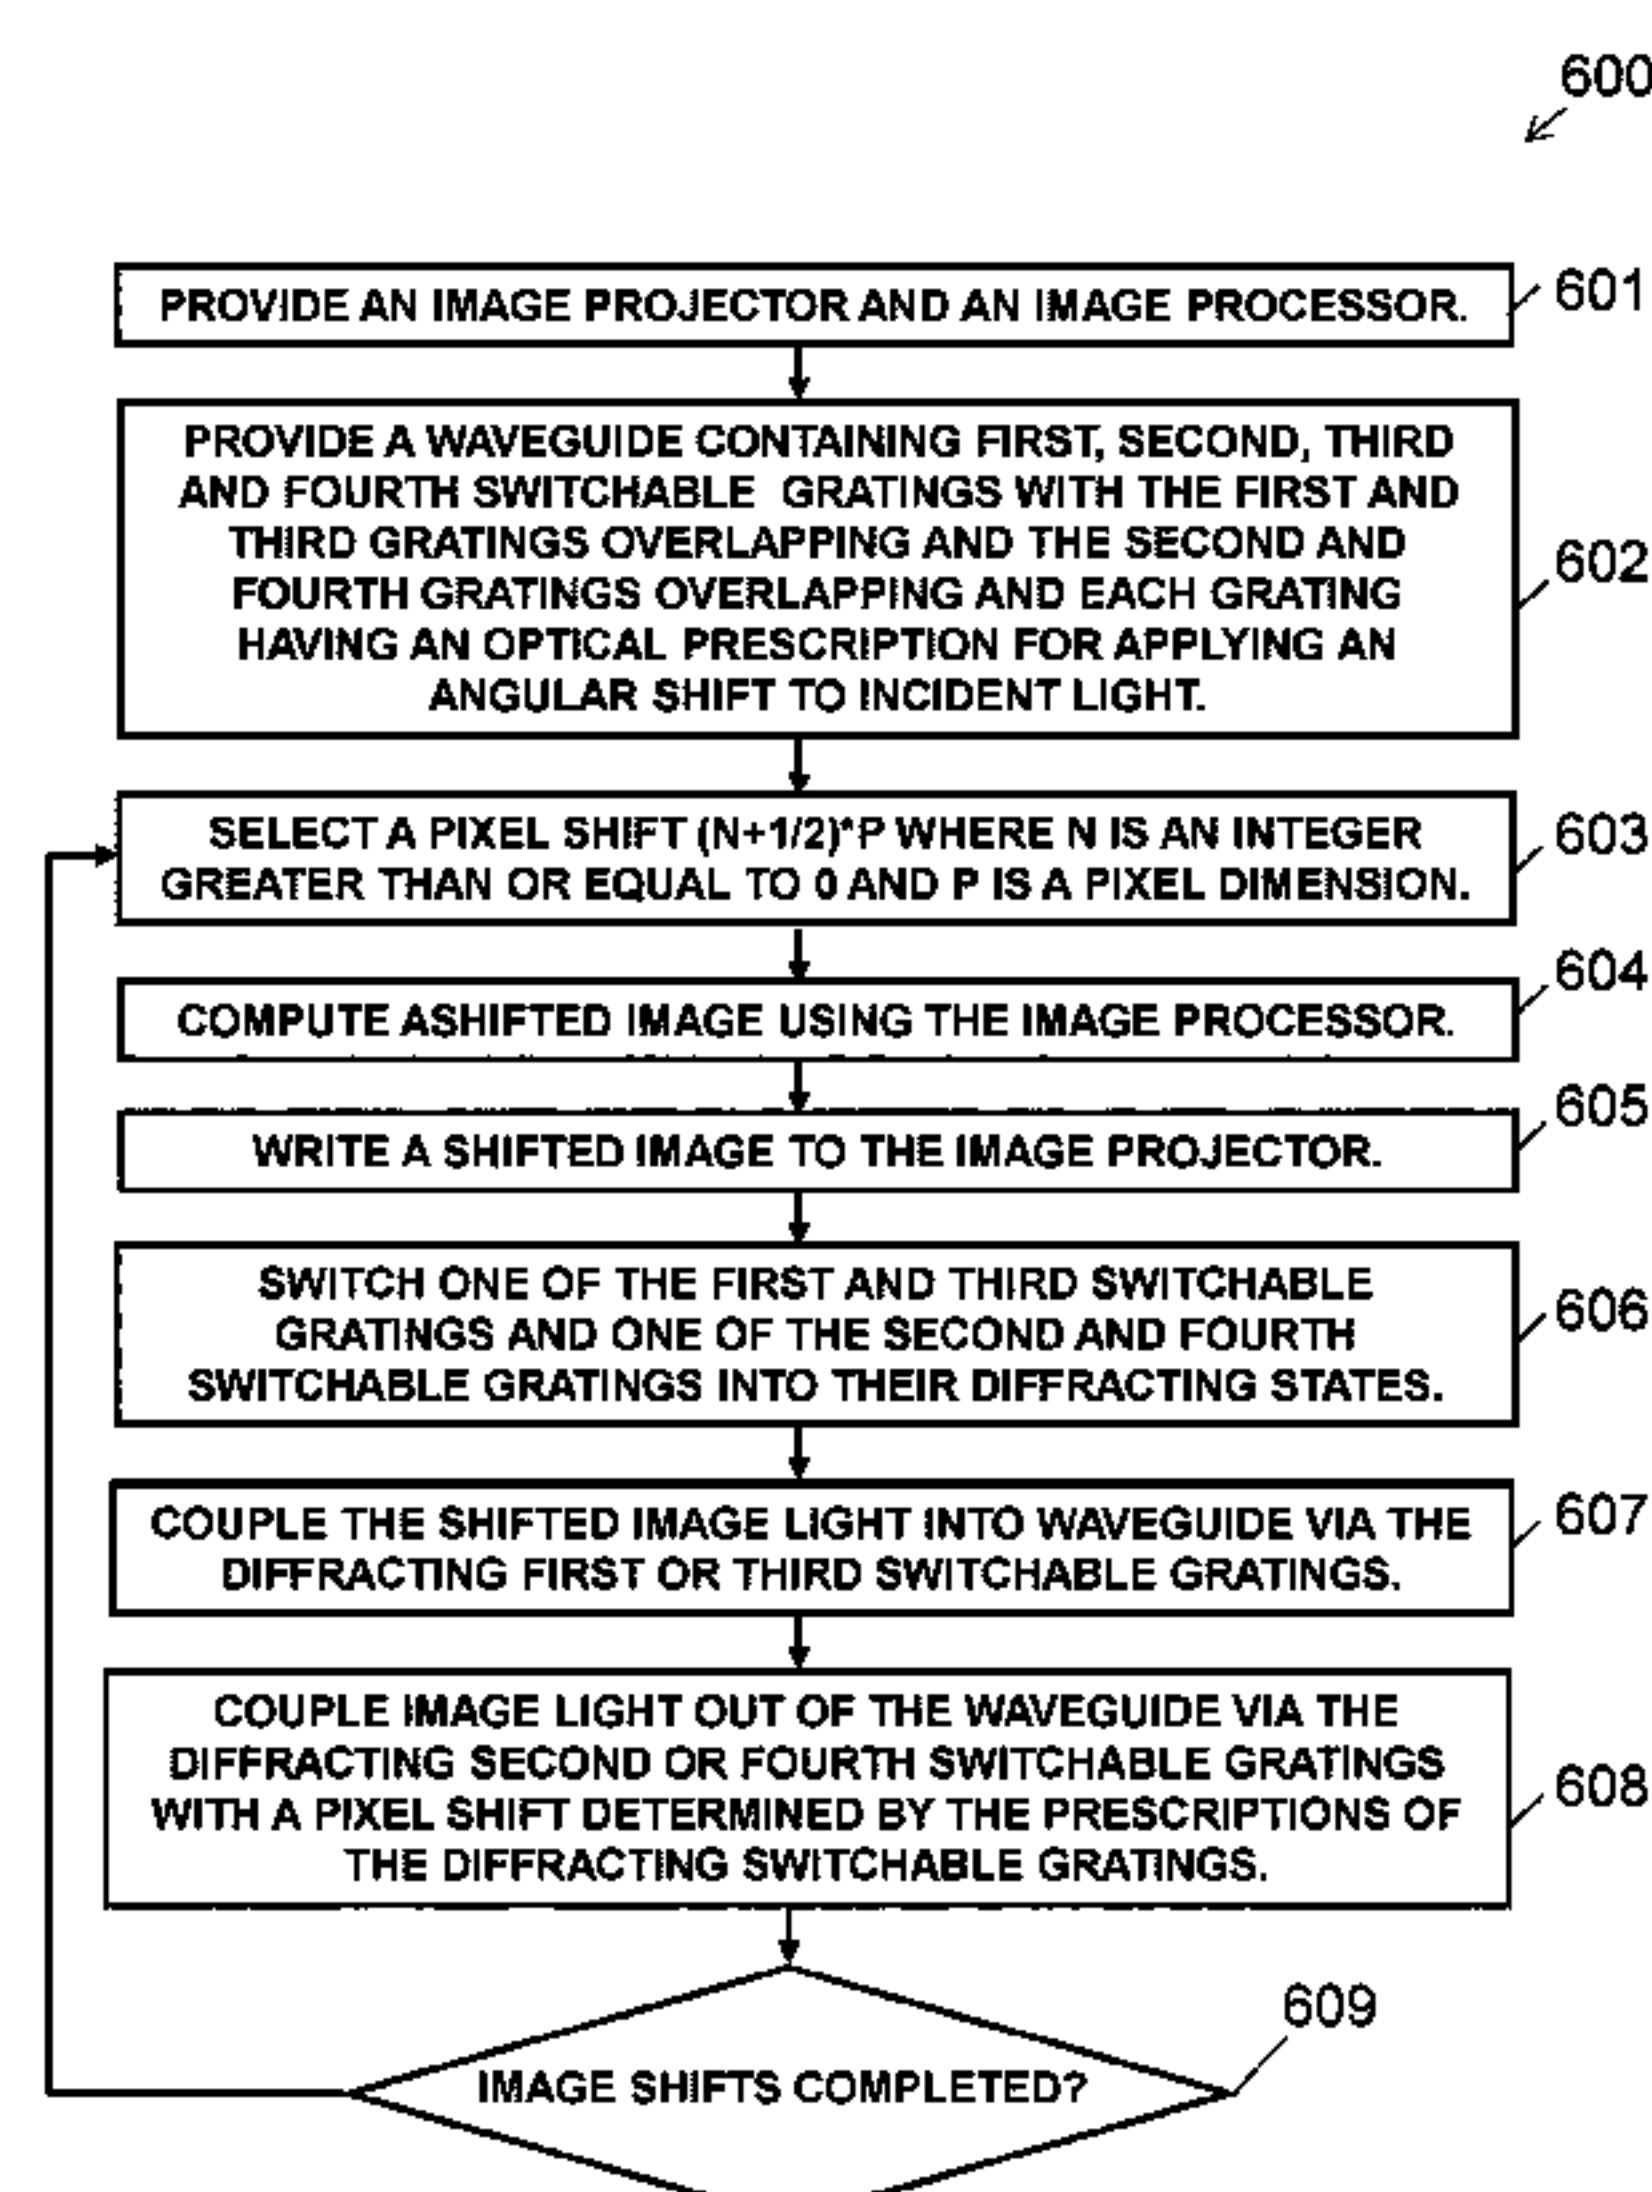 600
PROVIDE AN IMAGE PROJECTOR AND AN IMAGE PROCESSOR.
601
PROVIDE A WAVEGUIDE CONTAINING FIRST, SECOND, THIRD
AND FOURTH SWITCHABLE GRATINGS WITH THE FIRST AND
THIRD GRATINGS OVERLAPPING AND THE SECOND AND
FOURTH GRATINGS OVERLAPPING AND EACH GRATING
HAVING AN OPTICAL PRESCRIPTION FOR APPLYING AN
ANGULAR SHIFT TO INCIDENT LIGHT.
602
SELECT A PIXEL SHIFT (N+1/2)*P WHERE N IS AN INTEGER
GREATER THAN OR EQUAL TO 0 AND P IS A PIXEL DIMENSION.
603
COMPUTE ASHIFTED IMAGE USING THE IMAGE PROCESSOR.
604
WRITE A SHIFTED IMAGE TO THE IMAGE PROJECTOR.
605
SWITCH ONE OF THE FIRST AND THIRD SWITCHABLE
GRATINGS AND ONE OF THE SECOND AND FOURTH
SWITCHABLE GRATINGS INTO THEIR DIFFRACTING STATES.
606
COUPLE THE SHIFTED IMAGE LIGHT INTO WAVEGUIDE VIA THE
DIFFRACTING FIRST OR THIRD SWITCHABLE GRATINGS.
607
COUPLE IMAGE LIGHT OUT OF THE WAVEGUIDE VIA THE
DIFFRACTING SECOND OR FOURTH SWITCHABLE GRATINGS
WITH A PIXEL SHIFT DETERMINED BY THE PRESCRIPTIONS OF
THE DIFFRACTING SWITCHABLE GRATINGS.
608
IMAGE SHIFTS COMPLETED?
609